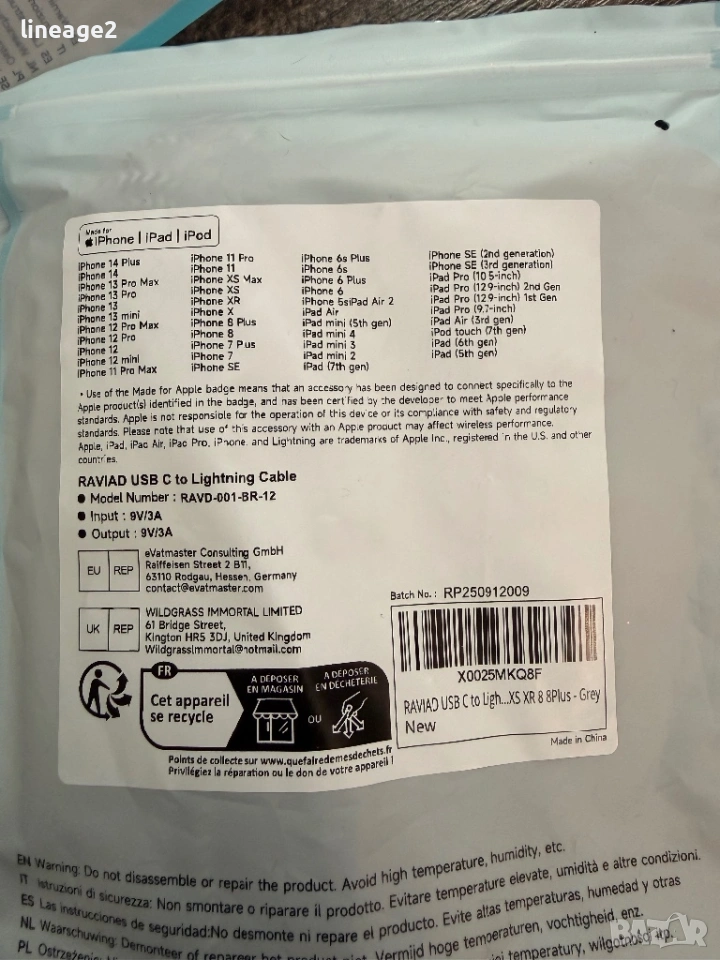 lineage2
Made for
iPhone | iPad | iPod
iPhone 14 Plus
iPhone 14
iPhone 13 Pro Max
iPhone 13 Pro
iPhone 13
iPhone 13 mini
iPhone 12 Pro Max
iPhone 12 Pro
iPhone 12
iPhone 12 mini
iPhone 11 Pro Max
iPhone 11 Pro
iPhone 11
iPhone XS Max
iPhone XS
iPhone XR
iPhone X
iPhone 8 Plus
iPhone 8
iPhone 7 Plus
iPhone 7
iPhone SE
iPhone 6s Plus
iPhone 6s
iPhone 6 Plus
iPhone 6
iPhone 5siPad Air 2
iPad Air
iPad mini (5th gen)
iPad mini 4
iPad mini 3
iPad mini 2
iPad (7th gen)
iPhone SE (2nd generation)
iPhone SE (3rd generation)
iPad Pro (10.5-inch)
iPad Pro (12.9-inch) 2nd Gen
iPad Pro (12.9-inch) 1st Gen
iPad Pro (9.7-inch)
iPad Air (3rd gen)
iPod touch (7th gen)
iPad (6th gen)
iPad (5th gen)
• Use of the Made for Apple badge means that an accessory has been designed to connect specifically to the
Apple product(s) identified in the badge, and has been certified by the developer to meet Apple performance
standards. Apple is not responsible for the operation of this device or its compliance with safety and regulatory
standards. Please note that use of this accessory with an Apple product may affect wireless performance.
Apple, iPad, iPad Air, iPad Pro, iPhone, and Lightning are trademarks of Apple Inc., registered in the U.S. and other
countries.
RAVIAD USB C to Lightning Cable
● Model Number : RAVD-001-BR-12
● Input : 9V/3A
● Output : 9V/3A
EU REP
eVatmaster Consulting GmbH
Raiffeisen Street 2 B11,
63110 Rodgau, Hessen, Germany
contact@evatmaster.com
UK REP
WILDGRASS IMMORTAL LIMITED
61 Bridge Street,
Kington HR5 3DJ, United Kingdom
Wildgrassimmortal@hotmail.com
Batch No.: RP250912009
X0025MKQ8F
RAVIAD USB C to Ligh...XS XR 8 8Plus - Grey
New
Made in China
FR
Cet appareil
se recycle
À DÉPOSER
EN MAGASIN
OU
À DÉPOSER
EN DÉCHÈTERIE
Points de collecte sur www.quefairedemesdechets.fr
Privilégiez la réparation ou le don de votre appareil !
EN Warning: Do not disassemble or repair the product. Avoid high temperature, humidity, etc.
IT Istruzioni di sicurezza: Non smontare o riparare il prodotto. Evitare temperature elevate, umidità e altre condizioni.
ES Las instrucciones de seguridad:No desmonte ni repare el producto. Evite altas temperaturas, humedad y otras
NL Waarschuwing: Demonteer of repareer het product niet. Vermijd hoge temperaturen, vochtigheid, enz.
PL Ostrzeżenie: temperatury, wilgotności
BAZAR